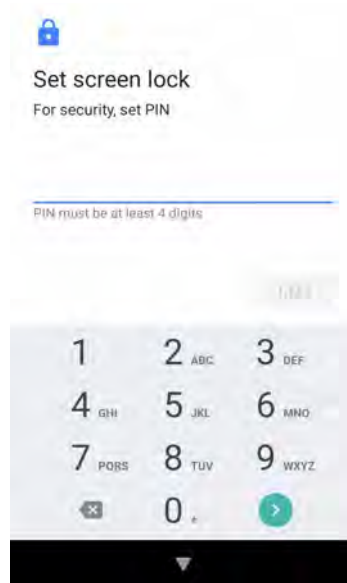 Set screen lock
For security, set PIN
PIN must be at least 4 digits
1 2 ABC 3 DEF
4 GHI 5 JKL 6 MNO
7 PQRS 8 TUV 9 WXYZ
0